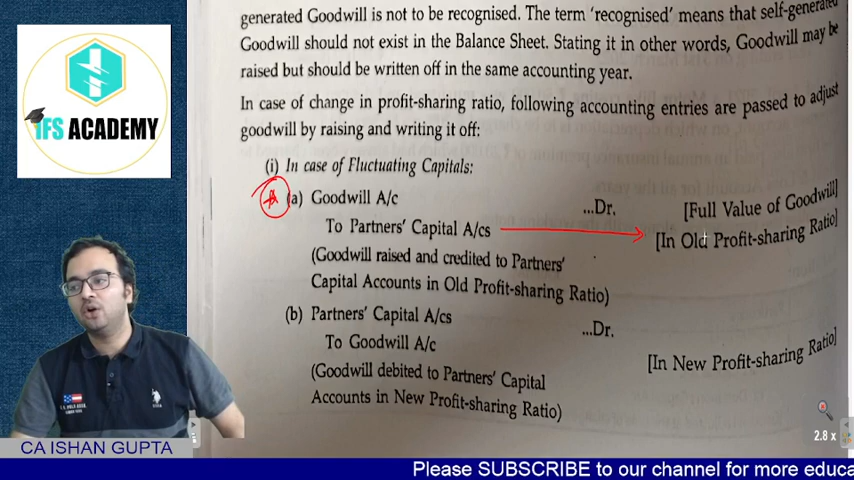 generated Goodwill is not to be recognised. The term 'recognised' means that self-generated
Goodwill should not exist in the Balance Sheet. Stating it in other words, Goodwill may be
raised but should be written off in the same accounting year.
In case of change in profit-sharing ratio, following accounting entries are passed to adjust
goodwill by raising and writing it off:
(i) In case of Fluctuating Capitals:
(a) Goodwill A/c ...Dr. [Full Value of Goodwill]
To Partners' Capital A/cs [In Old Profit-sharing Ratio]
(Goodwill raised and credited to Partners'
Capital Accounts in Old Profit-sharing Ratio)
(b) Partners' Capital A/cs ...Dr.
To Goodwill A/c [In New Profit-sharing Ratio]
(Goodwill debited to Partners' Capital
Accounts in New Profit-sharing Ratio)
IFS ACADEMY
CA ISHAN GUPTA
2.8 x
Please SUBSCRIBE to our channel for more educa